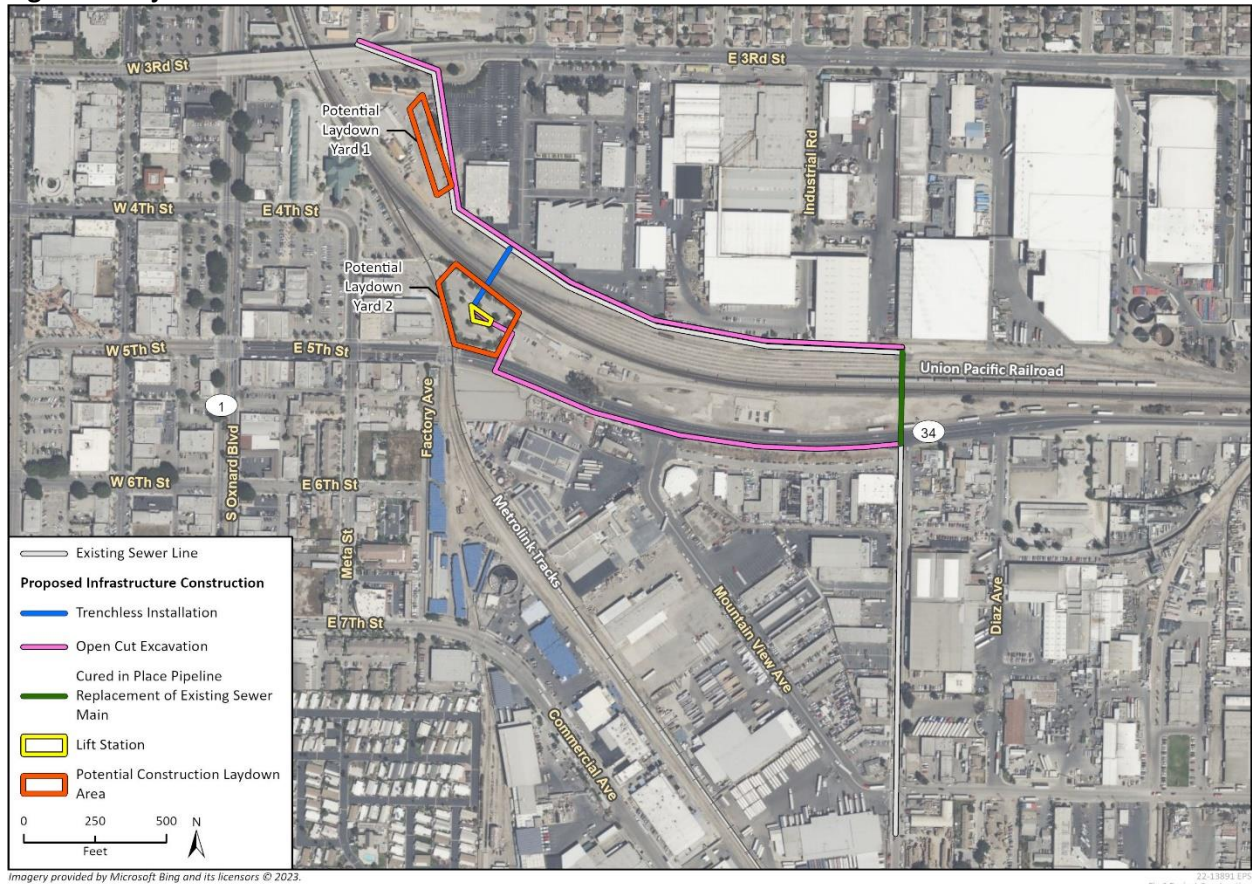 W 3Rd St
E 3Rd St
Potential
Laydown
Yard 1
Industrial Rd
W 4Th St
E 4Th St
Potential
Laydown
Yard 2
W 5Th St
E 5Th St
Union Pacific Railroad
1
34
S Oxnard Blvd
Factory Ave
W 6Th St
E 6Th St
Meta St
Metrolink Tracks
Mountain View Ave
Diaz Ave
E 7Th St
Commercial Ave
Existing Sewer Line
Proposed Infrastructure Construction
Trenchless Installation
Open Cut Excavation
Cured in Place Pipeline
Replacement of Existing Sewer
Main
Lift Station
Potential Construction Laydown
Area
0 250 500 N
Feet
Imagery provided by Microsoft Bing and its licensors © 2023.
22-13891 EPS